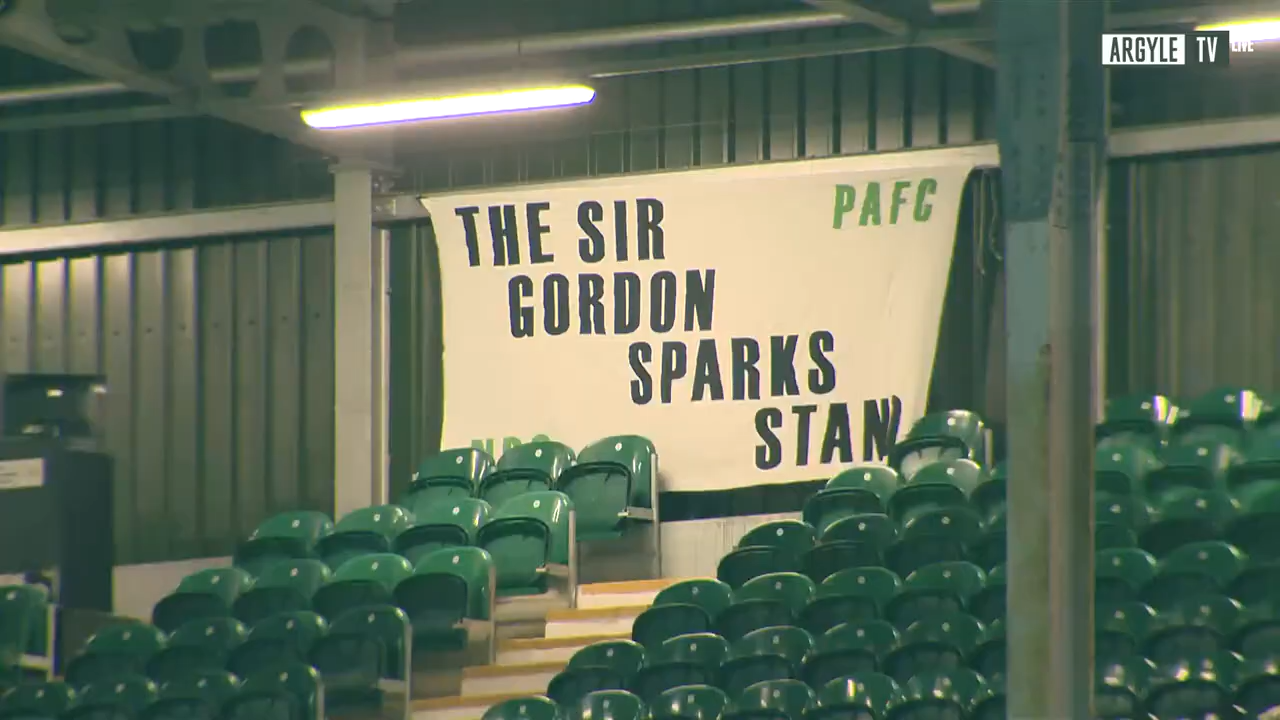 ARGYLE TV LIVE
PAFC
THE SIR
GORDON
SPARKS
STAN